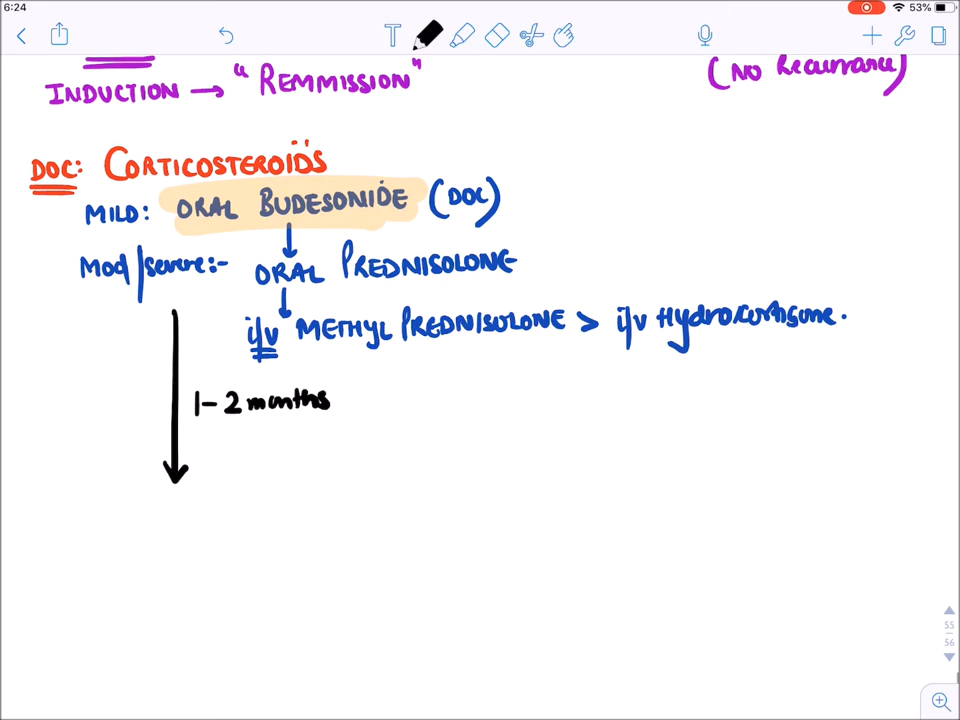 6:24
53%
T
INDUCTION → "REMMISSION"
(NO Recurrance)
DOC: CORTICOSTEROIDS
MILD: ORAL BUDESONIDE (DOC)
Mod/severe:- ORAL PREDNISOLONE
i/v METHYL PREDNISOLONE > i/v Hydrocortisone.
1-2 months
55
56